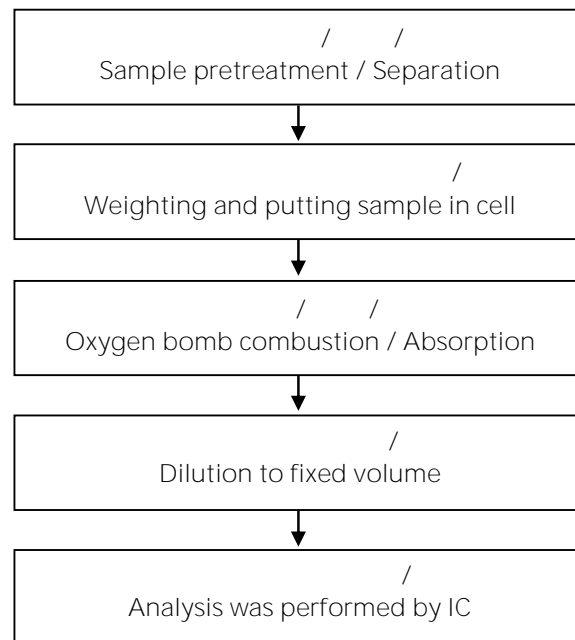 / /
Sample pretreatment / Separation
/
Weighting and putting sample in cell
/ /
Oxygen bomb combustion / Absorption
/
Dilution to fixed volume
/
Analysis was performed by IC